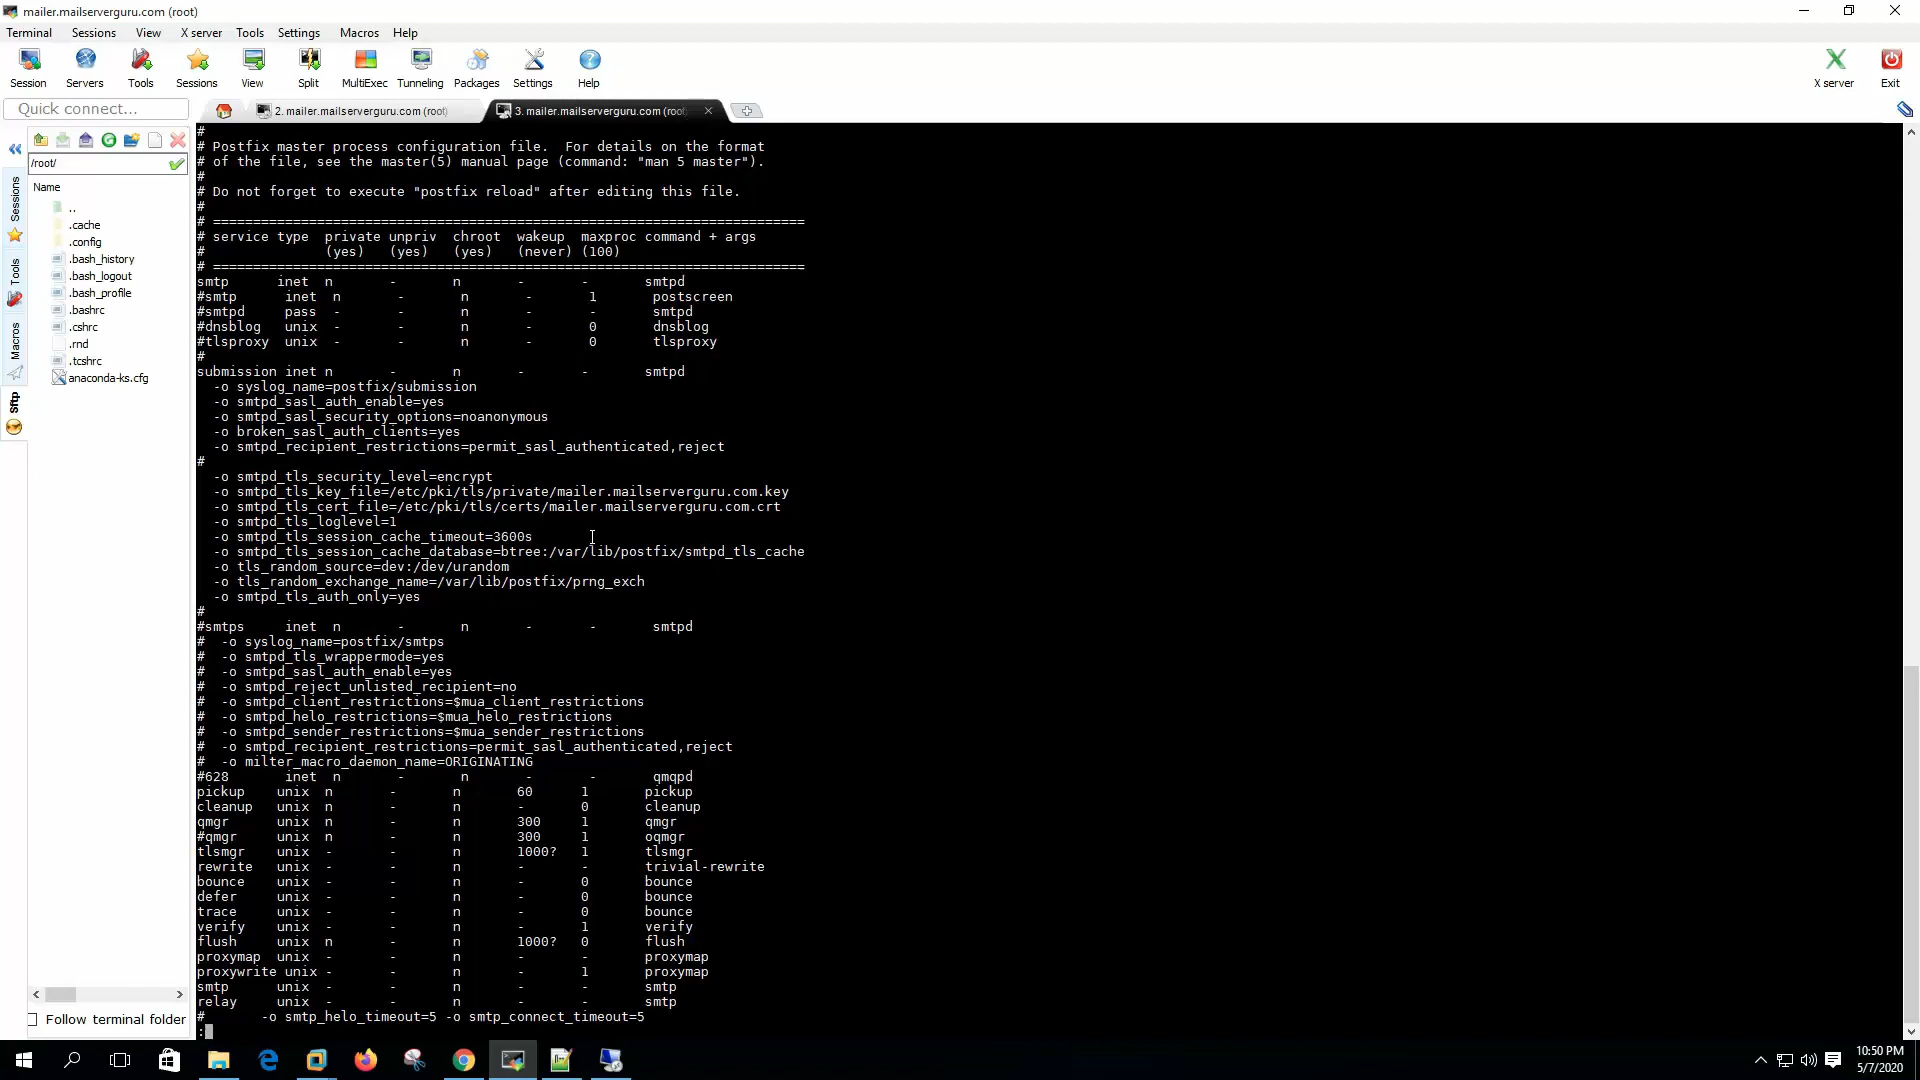 mailer.mailserverguru.com (root)
Terminal Sessions View X server Tools Settings Macros Help
Session Servers Tools Sessions View Split MultiExec Tunneling Packages Settings Help X server Exit
Quick connect... 2. mailer.mailserverguru.com (root) 3. mailer.mailserverguru.com (root
/root/
Name
..
.cache
.config
.bash_history
.bash_logout
.bash_profile
.bashrc
.cshrc
.rnd
.tcshrc
anaconda-ks.cfg
Sessions
Tools
Macros
Sftp
Follow terminal folder
#
# Postfix master process configuration file.  For details on the format
# of the file, see the master(5) manual page (command: "man 5 master").
#
# Do not forget to execute "postfix reload" after editing this file.
#
# ==========================================================================
# service type  private unpriv  chroot  wakeup  maxproc command + args
#               (yes)   (yes)   (yes)   (never) (100)
# ==========================================================================
smtp      inet  n       -       n       -       -       smtpd
#smtp      inet  n       -       n       -       1       postscreen
#smtpd     pass  -       -       n       -       -       smtpd
#dnsblog   unix  -       -       n       -       0       dnsblog
#tlsproxy  unix  -       -       n       -       0       tlsproxy
#
submission inet n       -       n       -       -       smtpd
  -o syslog_name=postfix/submission
  -o smtpd_sasl_auth_enable=yes
  -o smtpd_sasl_security_options=noanonymous
  -o broken_sasl_auth_clients=yes
  -o smtpd_recipient_restrictions=permit_sasl_authenticated,reject
#
  -o smtpd_tls_security_level=encrypt
  -o smtpd_tls_key_file=/etc/pki/tls/private/mailer.mailserverguru.com.key
  -o smtpd_tls_cert_file=/etc/pki/tls/certs/mailer.mailserverguru.com.crt
  -o smtpd_tls_loglevel=1
  -o smtpd_tls_session_cache_timeout=3600s
  -o smtpd_tls_session_cache_database=btree:/var/lib/postfix/smtpd_tls_cache
  -o tls_random_source=dev:/dev/urandom
  -o tls_random_exchange_name=/var/lib/postfix/prng_exch
  -o smtpd_tls_auth_only=yes
#
#smtps     inet  n       -       n       -       -       smtpd
#  -o syslog_name=postfix/smtps
#  -o smtpd_tls_wrappermode=yes
#  -o smtpd_sasl_auth_enable=yes
#  -o smtpd_reject_unlisted_recipient=no
#  -o smtpd_client_restrictions=$mua_client_restrictions
#  -o smtpd_helo_restrictions=$mua_helo_restrictions
#  -o smtpd_sender_restrictions=$mua_sender_restrictions
#  -o smtpd_recipient_restrictions=permit_sasl_authenticated,reject
#  -o milter_macro_daemon_name=ORIGINATING
#628       inet  n       -       n       -       -       qmqpd
pickup    unix  n       -       n       60      1       pickup
cleanup   unix  n       -       n       -       0       cleanup
qmgr      unix  n       -       n       300     1       qmgr
#qmgr     unix  n       -       n       300     1       oqmgr
tlsmgr    unix  -       -       n       1000?   1       tlsmgr
rewrite   unix  -       -       n       -       -       trivial-rewrite
bounce    unix  -       -       n       -       0       bounce
defer     unix  -       -       n       -       0       bounce
trace     unix  -       -       n       -       0       bounce
verify    unix  -       -       n       -       1       verify
flush     unix  n       -       n       1000?   0       flush
proxymap  unix  -       -       n       -       -       proxymap
proxywrite unix -       -       n       -       1       proxymap
smtp      unix  -       -       n       -       -       smtp
relay     unix  -       -       n       -       -       smtp
#       -o smtp_helo_timeout=5 -o smtp_connect_timeout=5
:
10:50 PM
5/7/2020